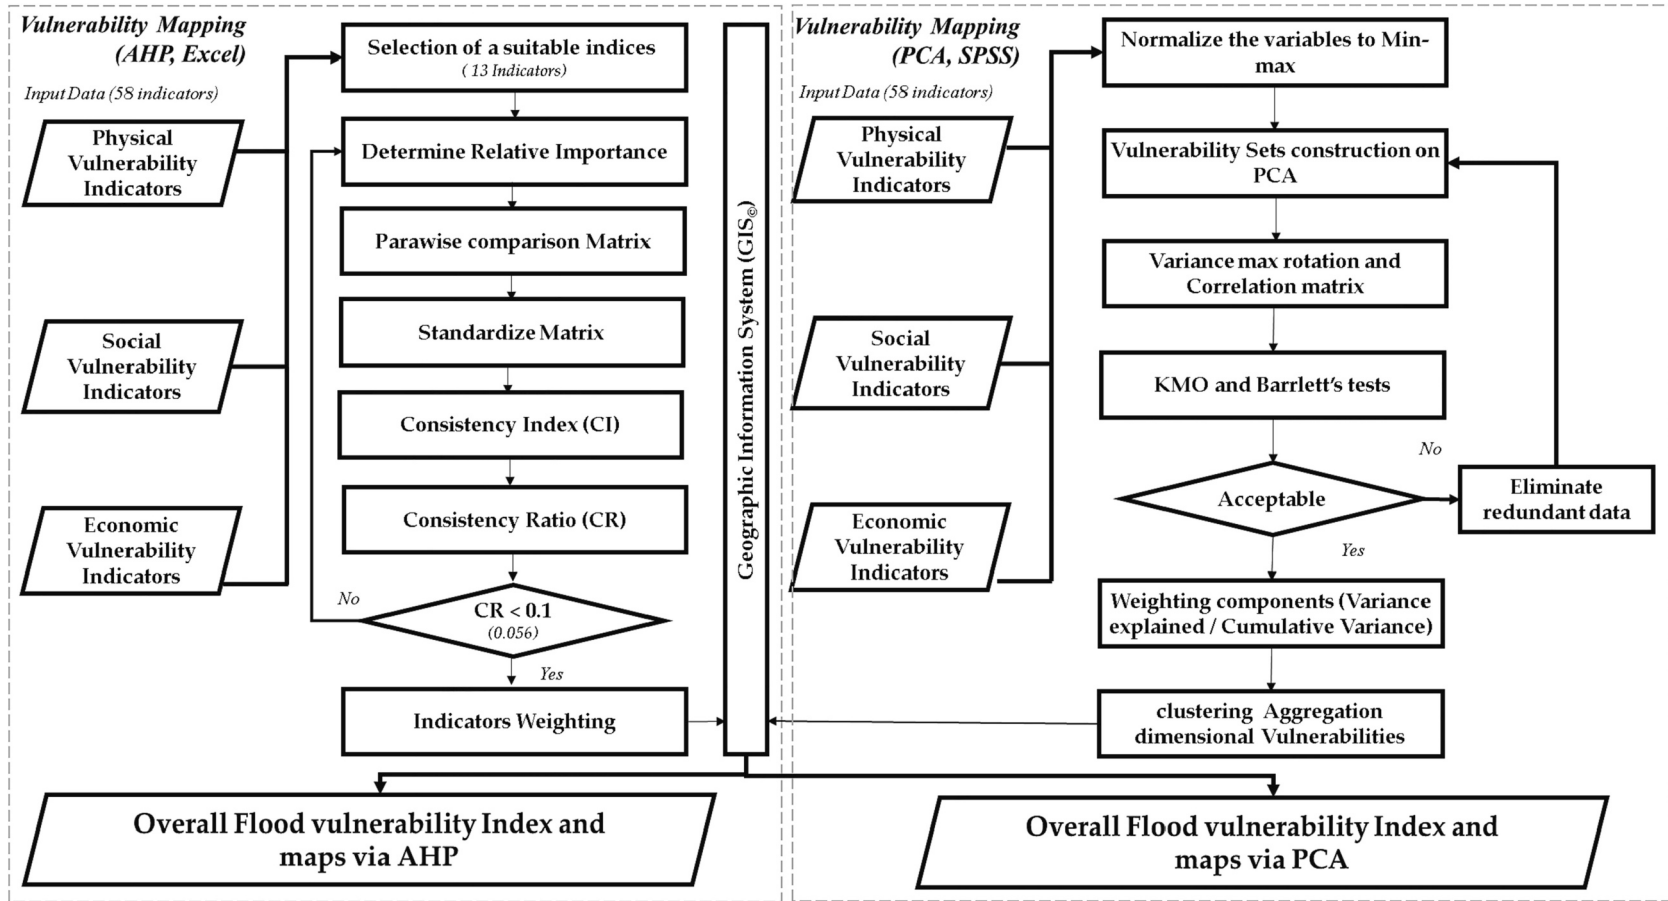 Vulnerability Mapping
(AHP, Excel)
Input Data (58 indicators)
Physical
Vulnerability
Indicators
Social
Vulnerability
Indicators
Economic
Vulnerability
Indicators
Selection of a suitable indices
( 13 Indicators)
Determine Relative Importance
Parawise comparison Matrix
Standardize Matrix
Consistency Index (CI)
Consistency Ratio (CR)
No
CR < 0.1
(0.056)
Yes
Indicators Weighting
Geographic Information System (GIS©)
Overall Flood vulnerability Index and
maps via AHP
Vulnerability Mapping
(PCA, SPSS)
Input Data (58 indicators)
Physical
Vulnerability
Indicators
Social
Vulnerability
Indicators
Economic
Vulnerability
Indicators
Normalize the variables to Min-
max
Vulnerability Sets construction on
PCA
Variance max rotation and
Correlation matrix
KMO and Barrlett's tests
No
Acceptable
Eliminate
redundant data
Yes
Weighting components (Variance
explained / Cumulative Variance)
clustering Aggregation
dimensional Vulnerabilities
Overall Flood vulnerability Index and
maps via PCA